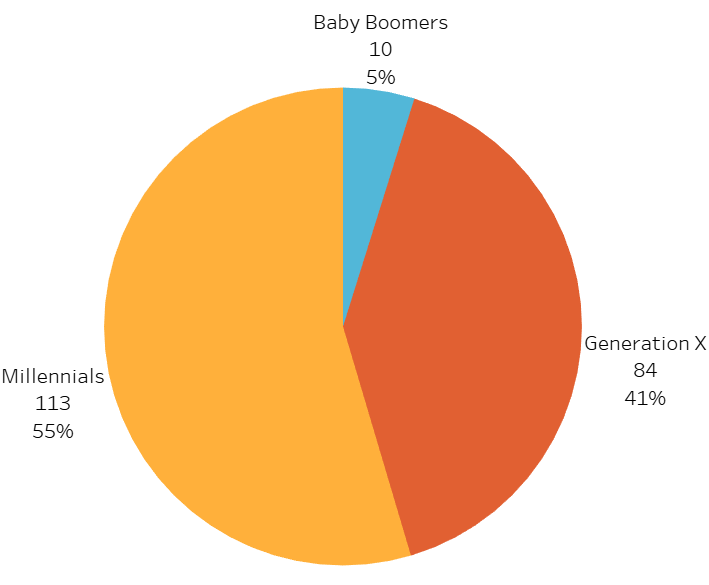 Baby Boomers
10
5%
Generation X
84
41%
Millennials
113
55%